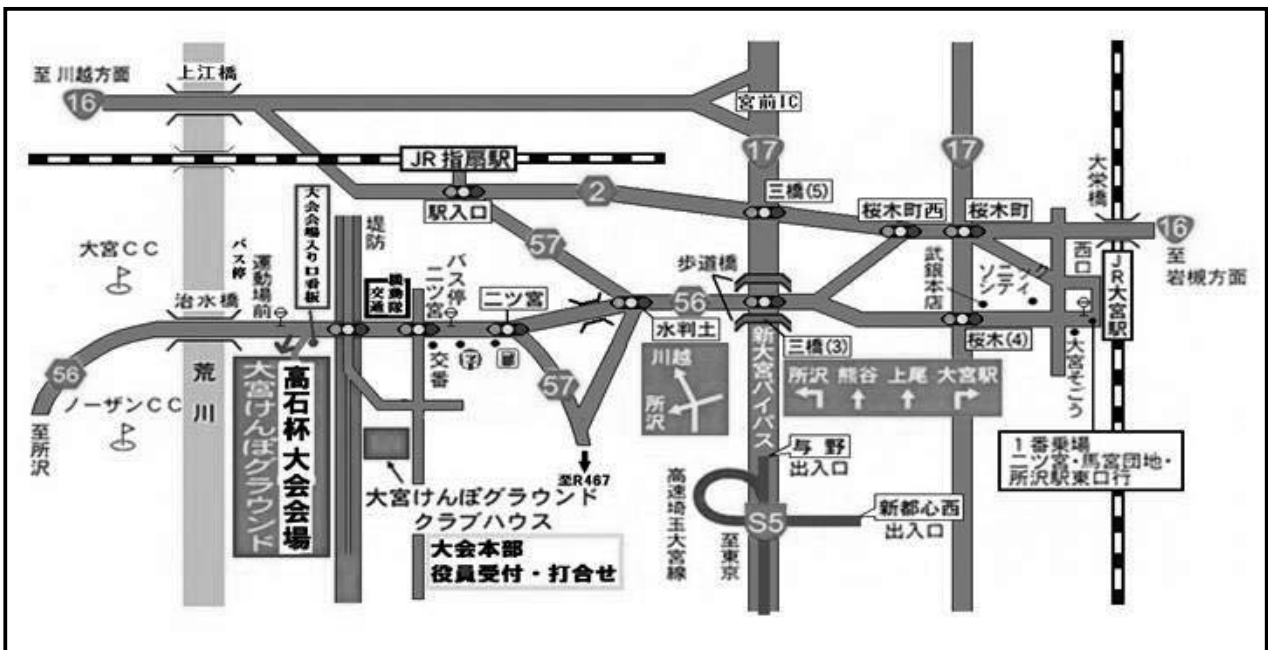 至 川越方面
16
上江橋
宮前IC
17
17
JR指扇駅
大栄橋
三橋(5)
2
駅入口
桜木町西
桜木町
16
至
岩槻方面
大会会場入り口看板
堤防
57
大宮CC
バス停
運動場前
歩道橋
武銀本店
ソニックシティ
西口
JR大宮駅
治水橋
機動隊
交通
バス停
二ツ宮
二ツ宮
56
水判土
三橋(3)
桜木(4)
大宮そごう
交番
56
57
ノーザンCC
至所沢
荒川
高石杯 大会会場
大宮けんぽグラウンド
川越
所沢
新大宮バイパス
所沢 熊谷 上尾 大宮駅
1番乗場
二ツ宮・馬宮団地・
所沢駅東口行
与野
出入口
至R467
大宮けんぽグラウンド
クラブハウス
大会本部
役員受付・打合せ
高速埼玉大宮線
S5
至東京
新都心西
出入口